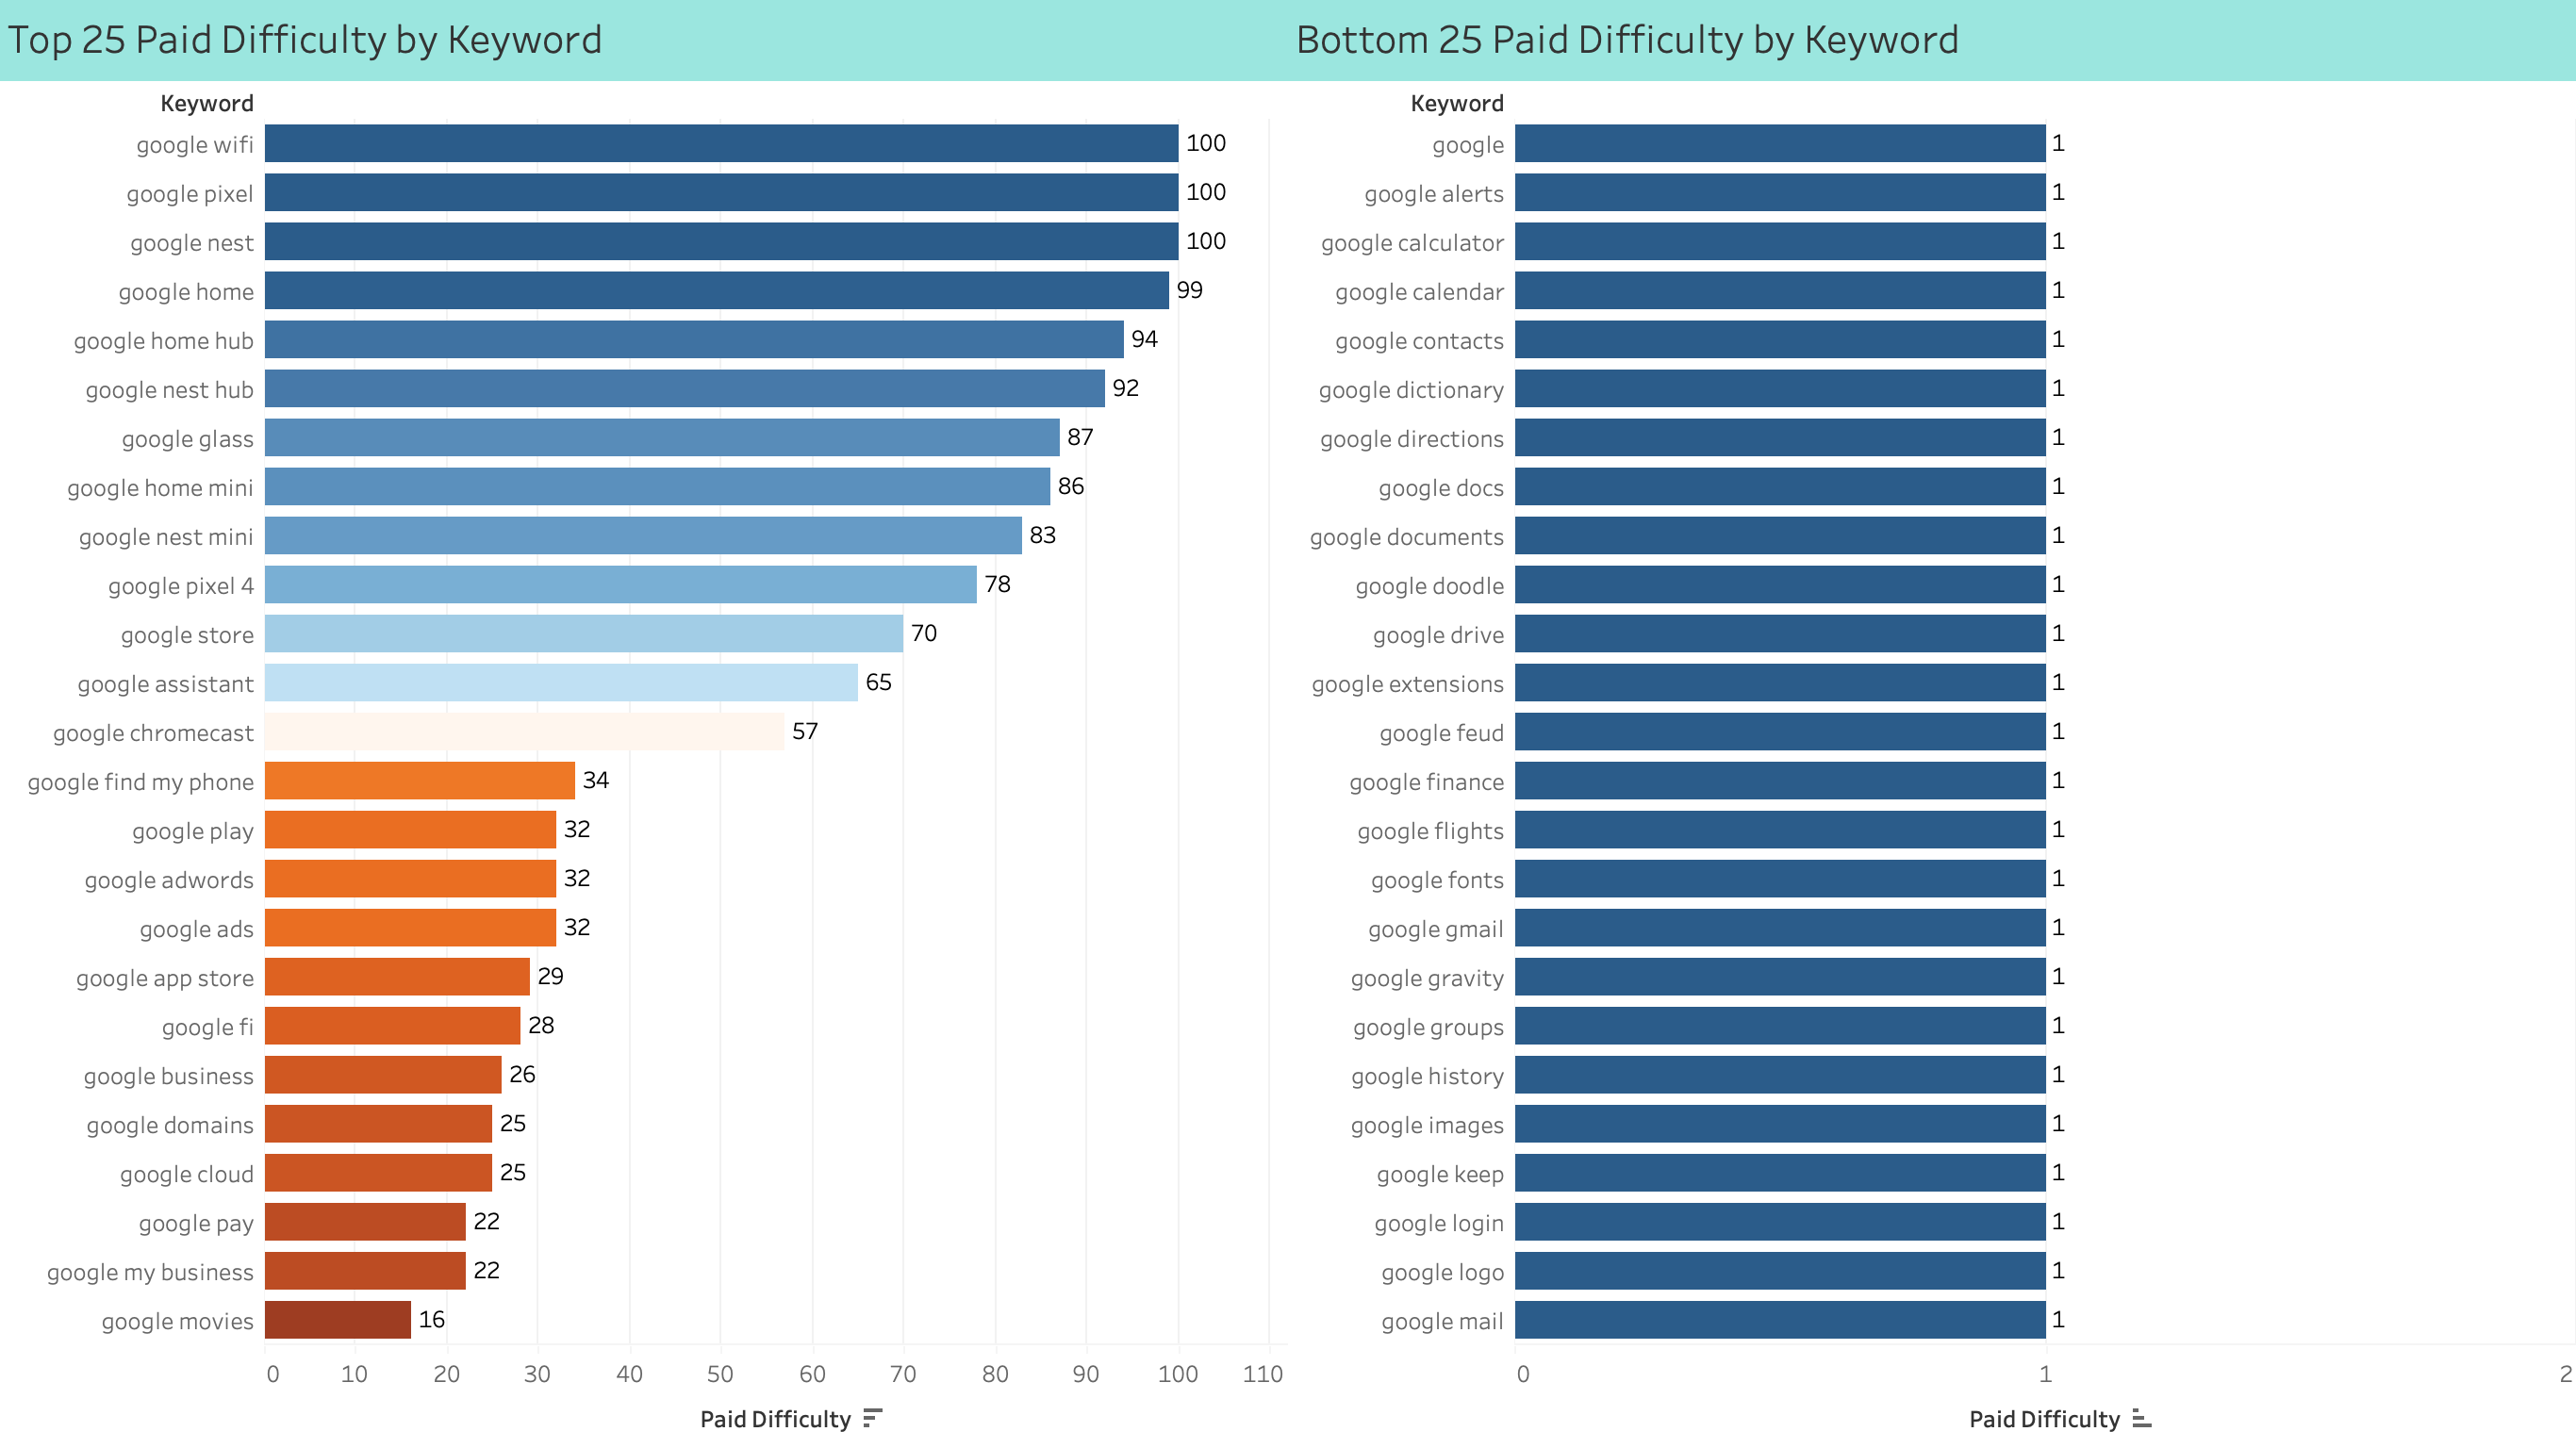 Top 25 Paid Difficulty by Keyword
Keyword
google wifi 100
google pixel 100
google nest 100
google home 99
google home hub 94
google nest hub 92
google glass 87
google home mini 86
google nest mini 83
google pixel 4 78
google store 70
google assistant 65
google chromecast 57
google find my phone 34
google play 32
google adwords 32
google ads 32
google app store 29
google fi 28
google business 26
google domains 25
google cloud 25
google pay 22
google my business 22
google movies 16
0 10 20 30 40 50 60 70 80 90 100 110
Paid Difficulty
Bottom 25 Paid Difficulty by Keyword
Keyword
google 1
google alerts 1
google calculator 1
google calendar 1
google contacts 1
google dictionary 1
google directions 1
google docs 1
google documents 1
google doodle 1
google drive 1
google extensions 1
google feud 1
google finance 1
google flights 1
google fonts 1
google gmail 1
google gravity 1
google groups 1
google history 1
google images 1
google keep 1
google login 1
google logo 1
google mail 1
0 1 2
Paid Difficulty